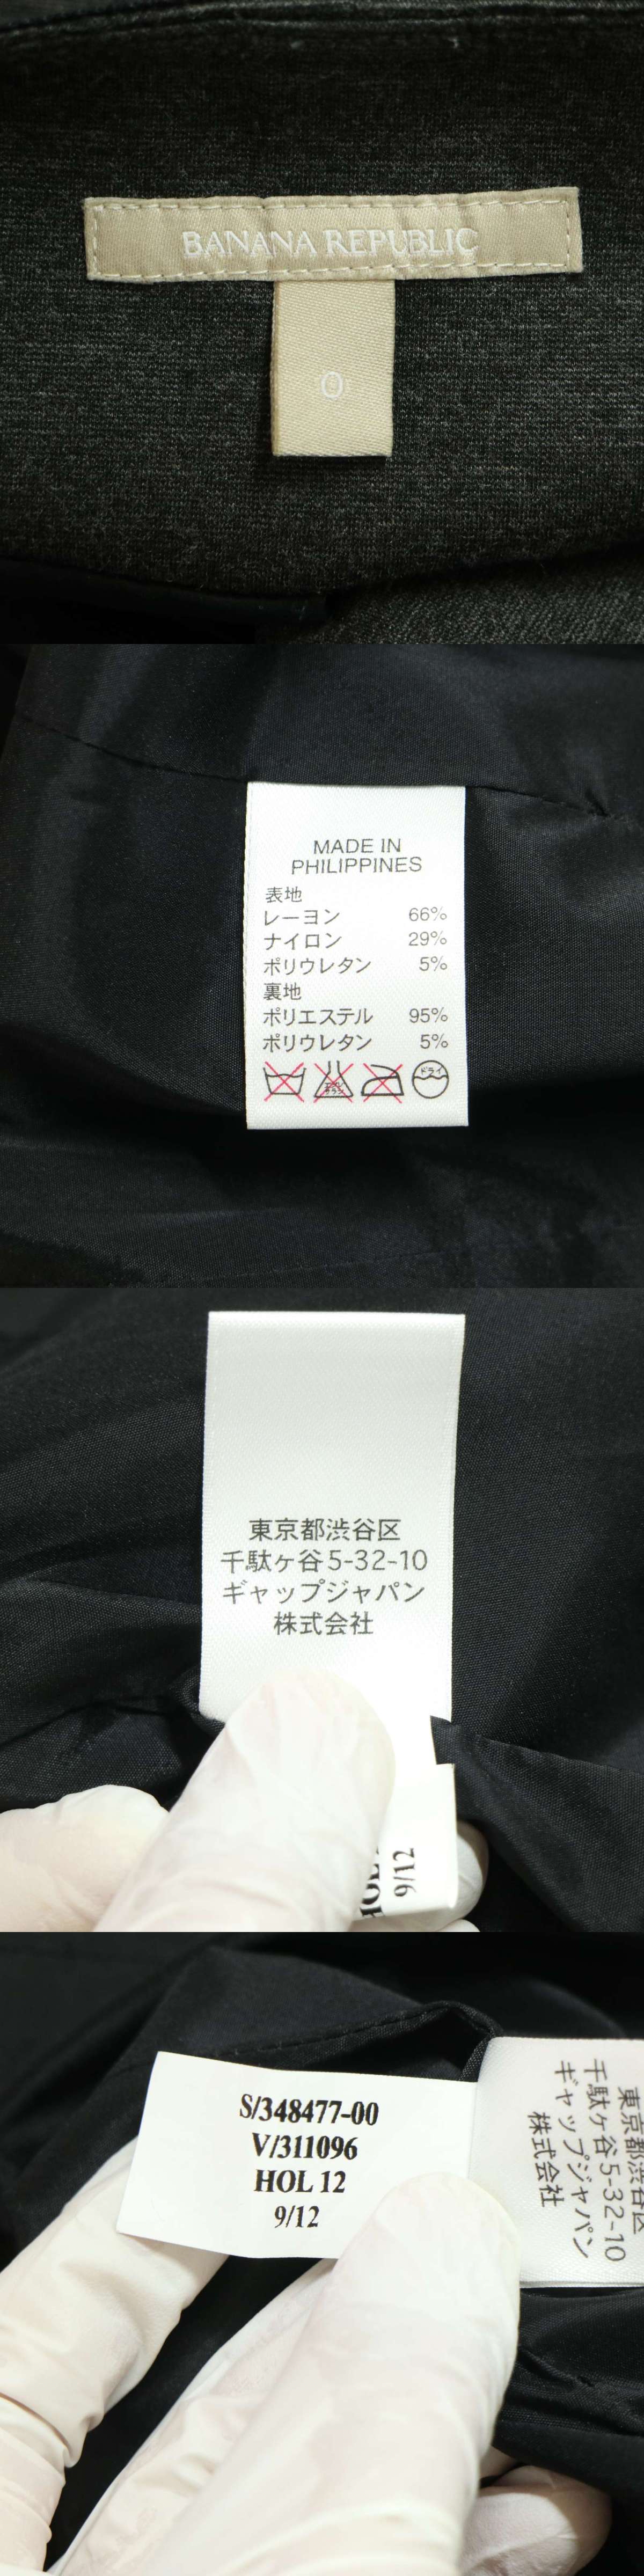 BANANA REPUBLIC
0
MADE IN
PHILIPPINES
表地
レーヨン 66%
ナイロン 29%
ポリウレタン 5%
裏地
ポリエステル 95%
ポリウレタン 5%
ドライ
東京都渋谷区
千駄ヶ谷5-32-10
ギャップジャパン
株式会社
9/12
S/348477-00
V/311096
HOL 12
9/12
東京都渋谷区
千駄ヶ谷5-32-10
ギャップジャパン
株式会社